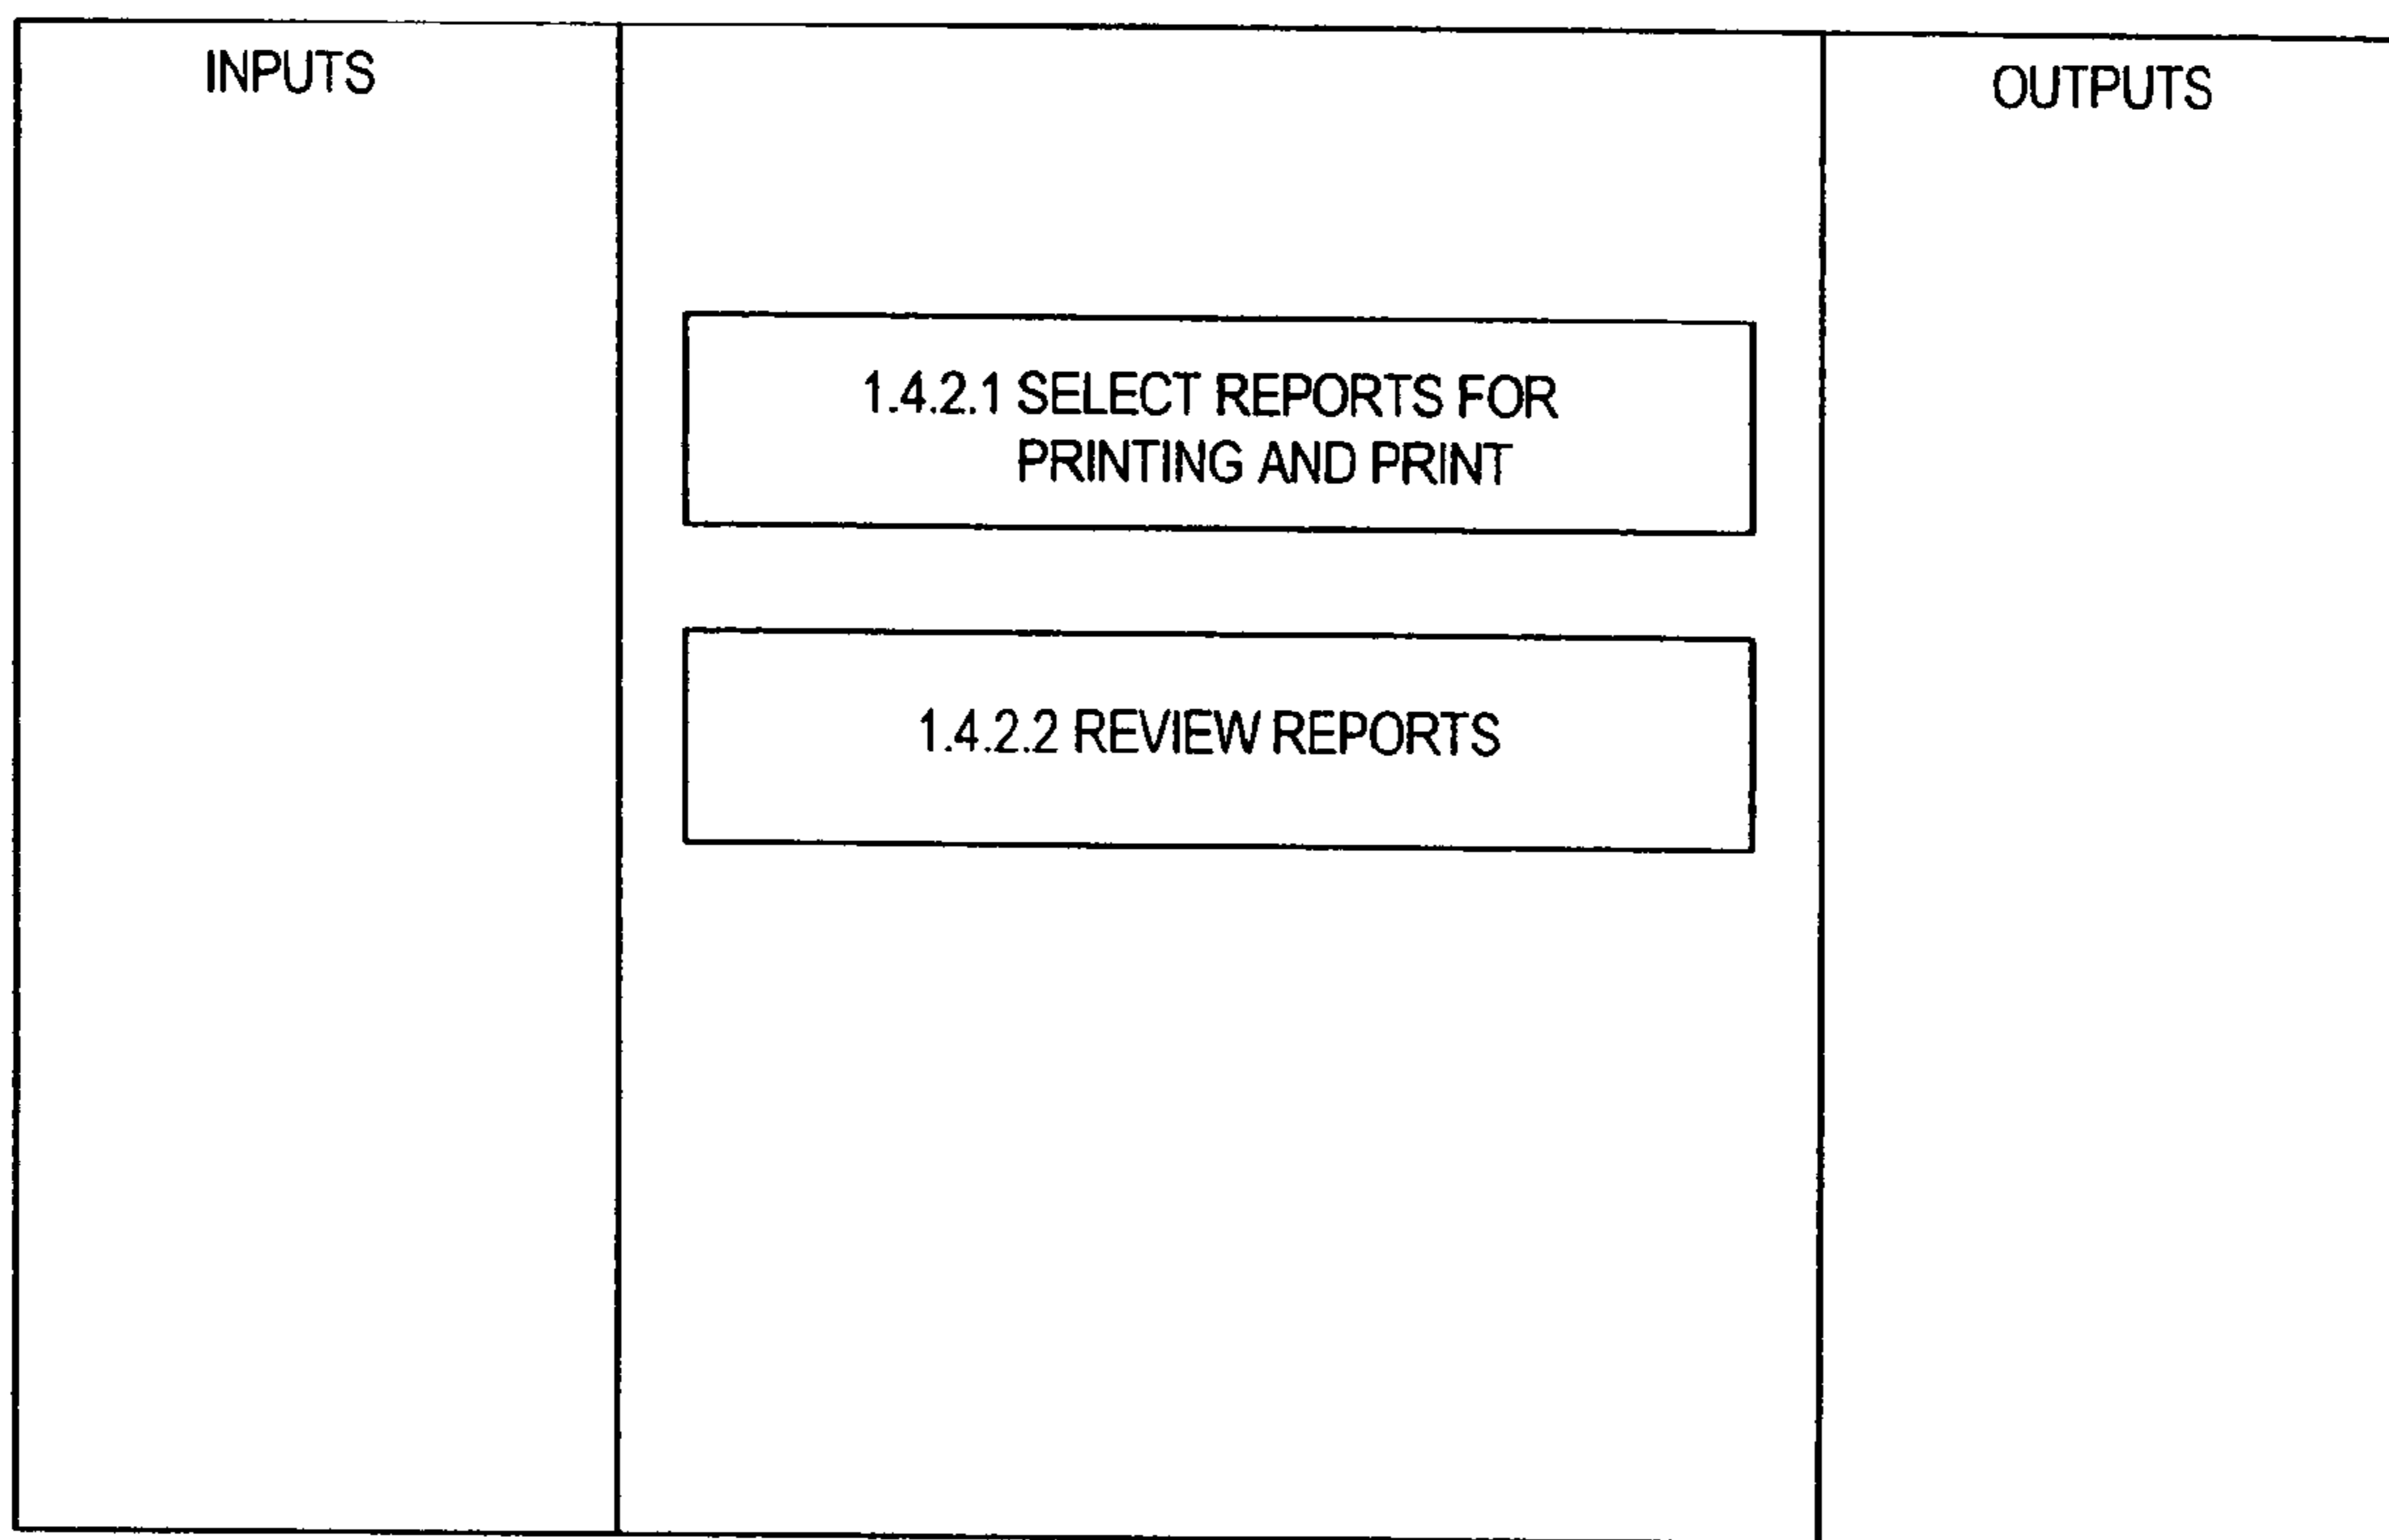 INPUTS
OUTPUTS
1.4.2.1 SELECT REPORTS FOR
PRINTING AND PRINT
1.4.2.2 REVIEW REPORTS